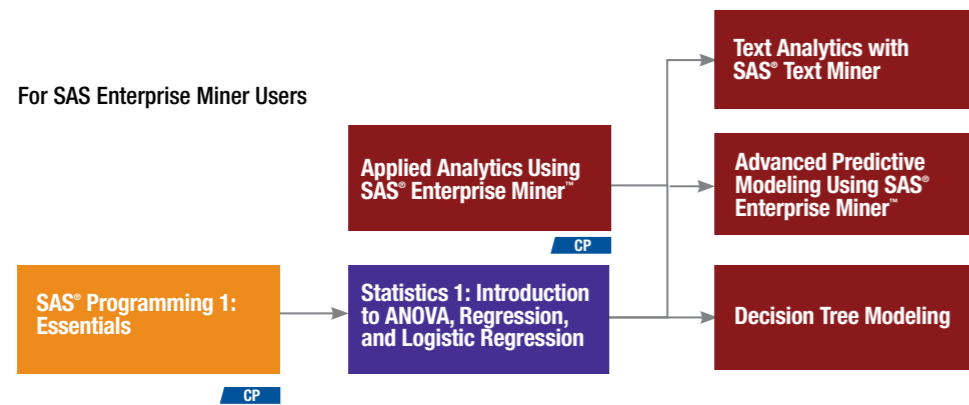 For SAS Enterprise Miner Users
Text Analytics with
SAS® Text Miner
Applied Analytics Using
SAS® Enterprise Miner™
CP
Advanced Predictive
Modeling Using SAS®
Enterprise Miner™
SAS® Programming 1:
Essentials
CP
Statistics 1: Introduction
to ANOVA, Regression,
and Logistic Regression
Decision Tree Modeling